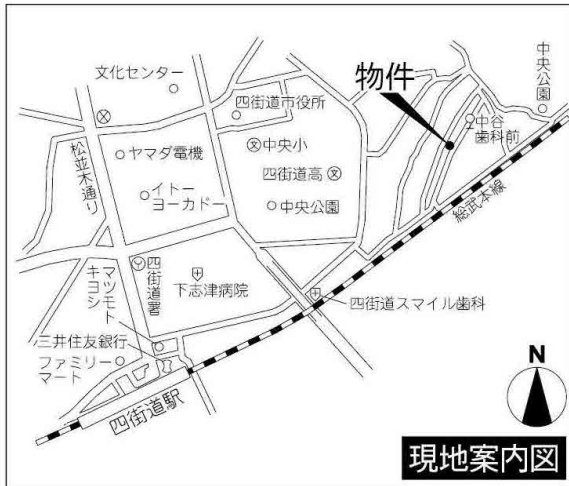 文化センター
四街道市役所
物件
中央公園
中谷
歯科前
松並木通り
ヤマダ電機
文中央小
四街道高文
イトー
ヨーカドー
中央公園
総武本線
四街道署
マツモト
キヨシ
下志津病院
四街道スマイル歯科
三井住友銀行
ファミリー
マート
四街道駅
N
現地案内図